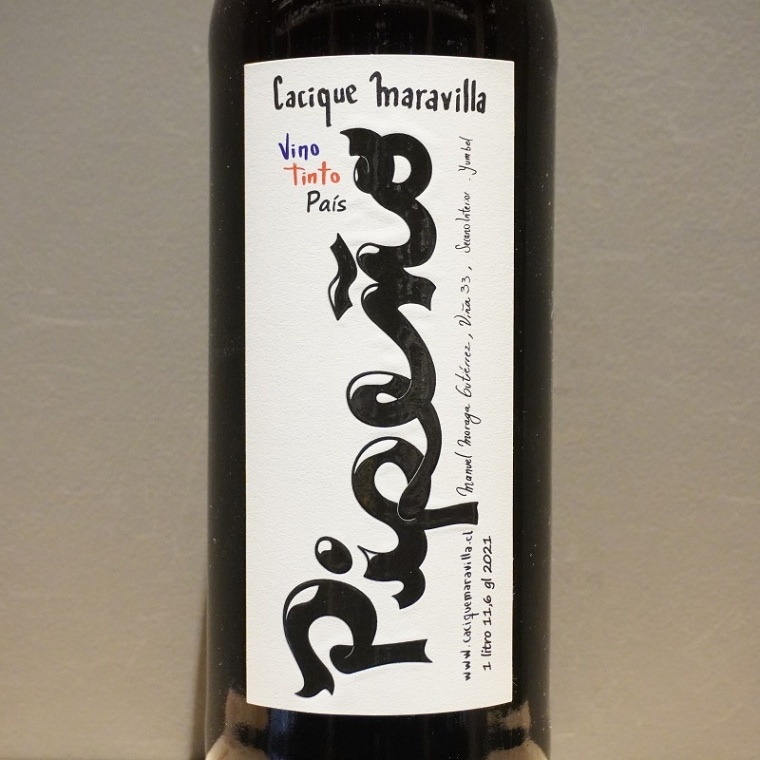 Cacique Maravilla
Vino
Tinto
País
Pipeño
www.caciquemaravilla.cl Manuel Moraga Gutiérrez, Viña 33, Secano Interior . Yumbel
1 litro 11,6 gl 2021